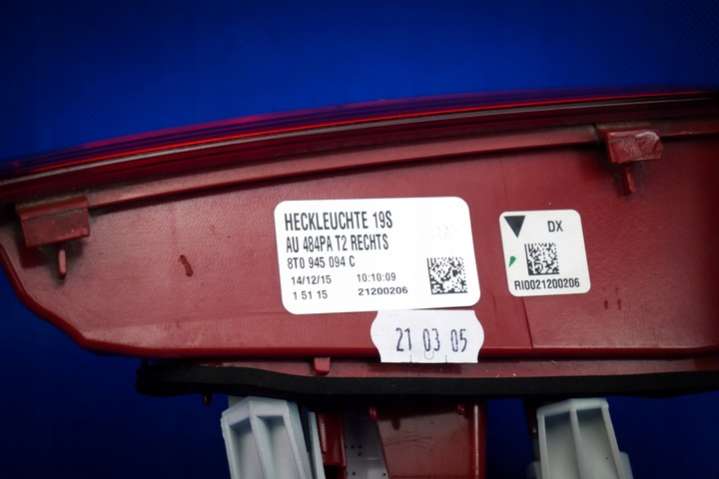 HECKLEUCHTE 19S
AU 484PA T2 RECHTS
8T0 945 094 C
14/12/15 10:10:09
1 51 15 21200206
DX
RI0021200206
21 03 05